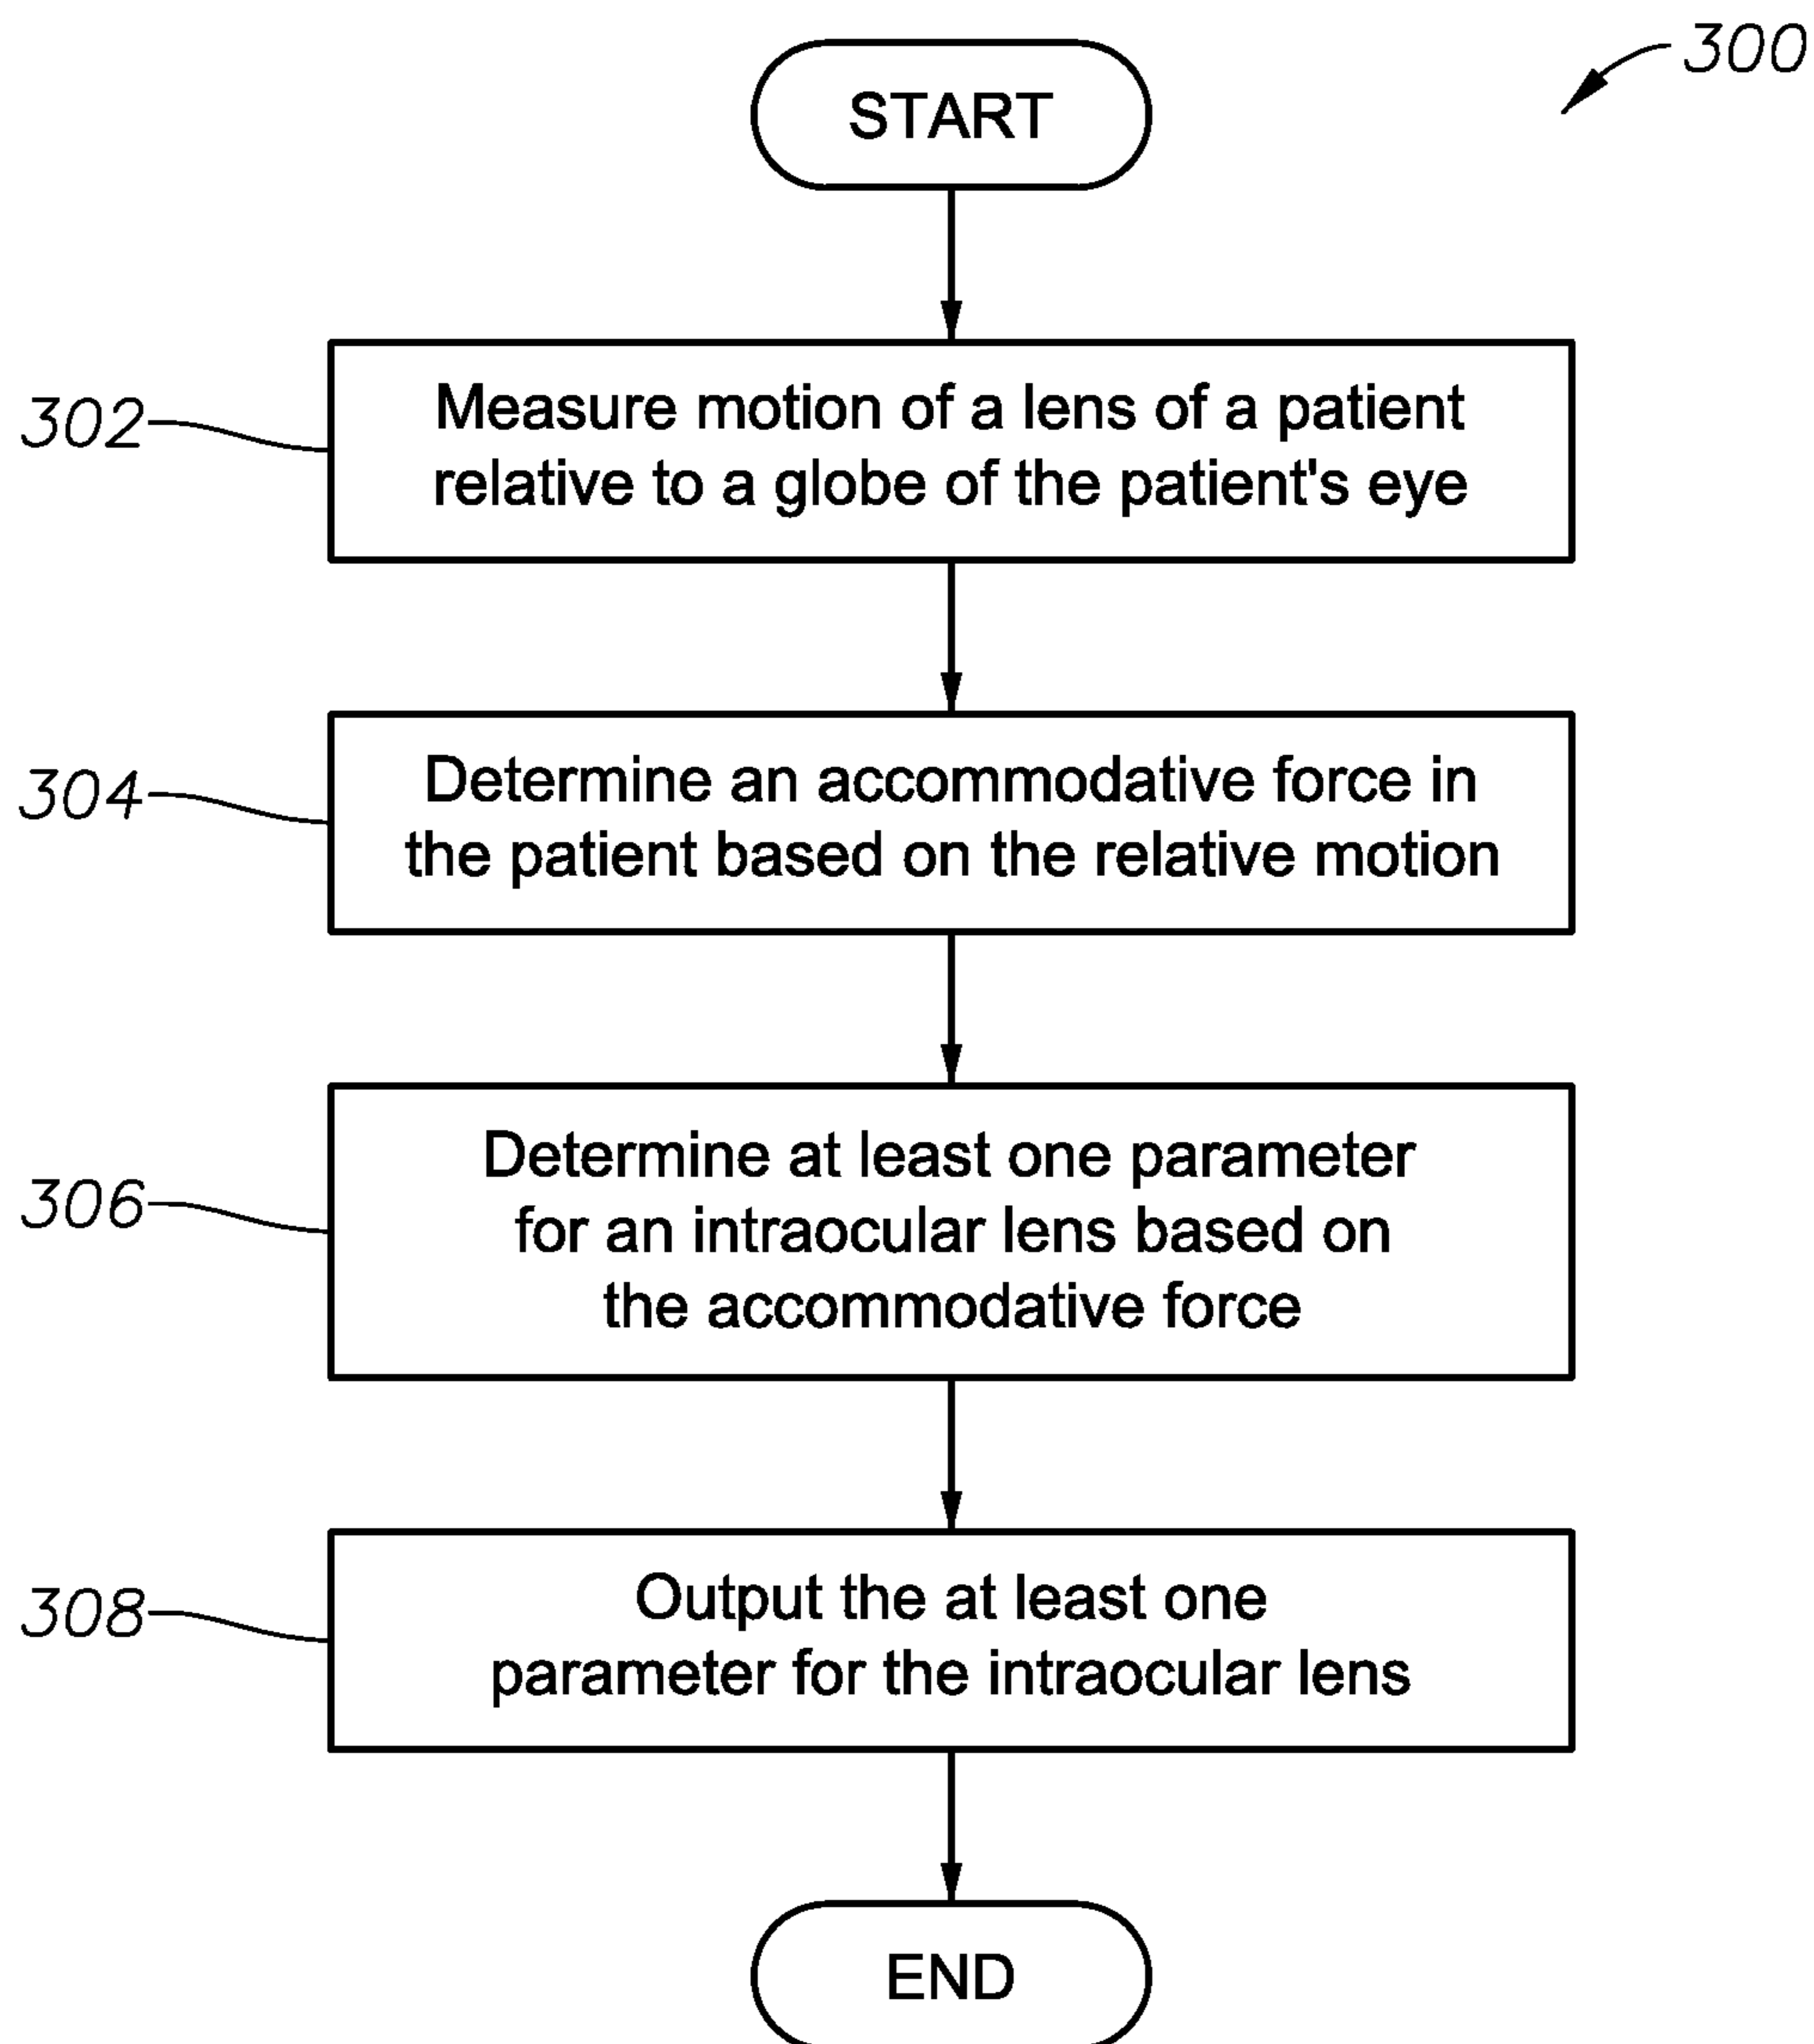 300
START
302
Measure motion of a lens of a patient
relative to a globe of the patient's eye
304
Determine an accommodative force in
the patient based on the relative motion
306
Determine at least one parameter
for an intraocular lens based on
the accommodative force
308
Output the at least one
parameter for the intraocular lens
END